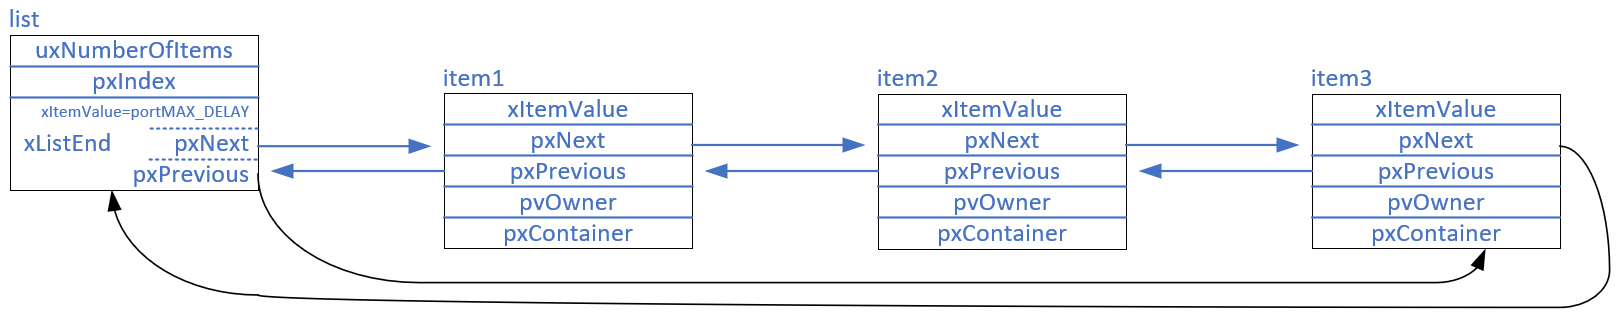 list
uxNumberOfItems
pxIndex
xItemValue=portMAX_DELAY
xListEnd
pxNext
pxPrevious
item1
xItemValue
pxNext
pxPrevious
pvOwner
pxContainer
item2
xItemValue
pxNext
pxPrevious
pvOwner
pxContainer
item3
xItemValue
pxNext
pxPrevious
pvOwner
pxContainer